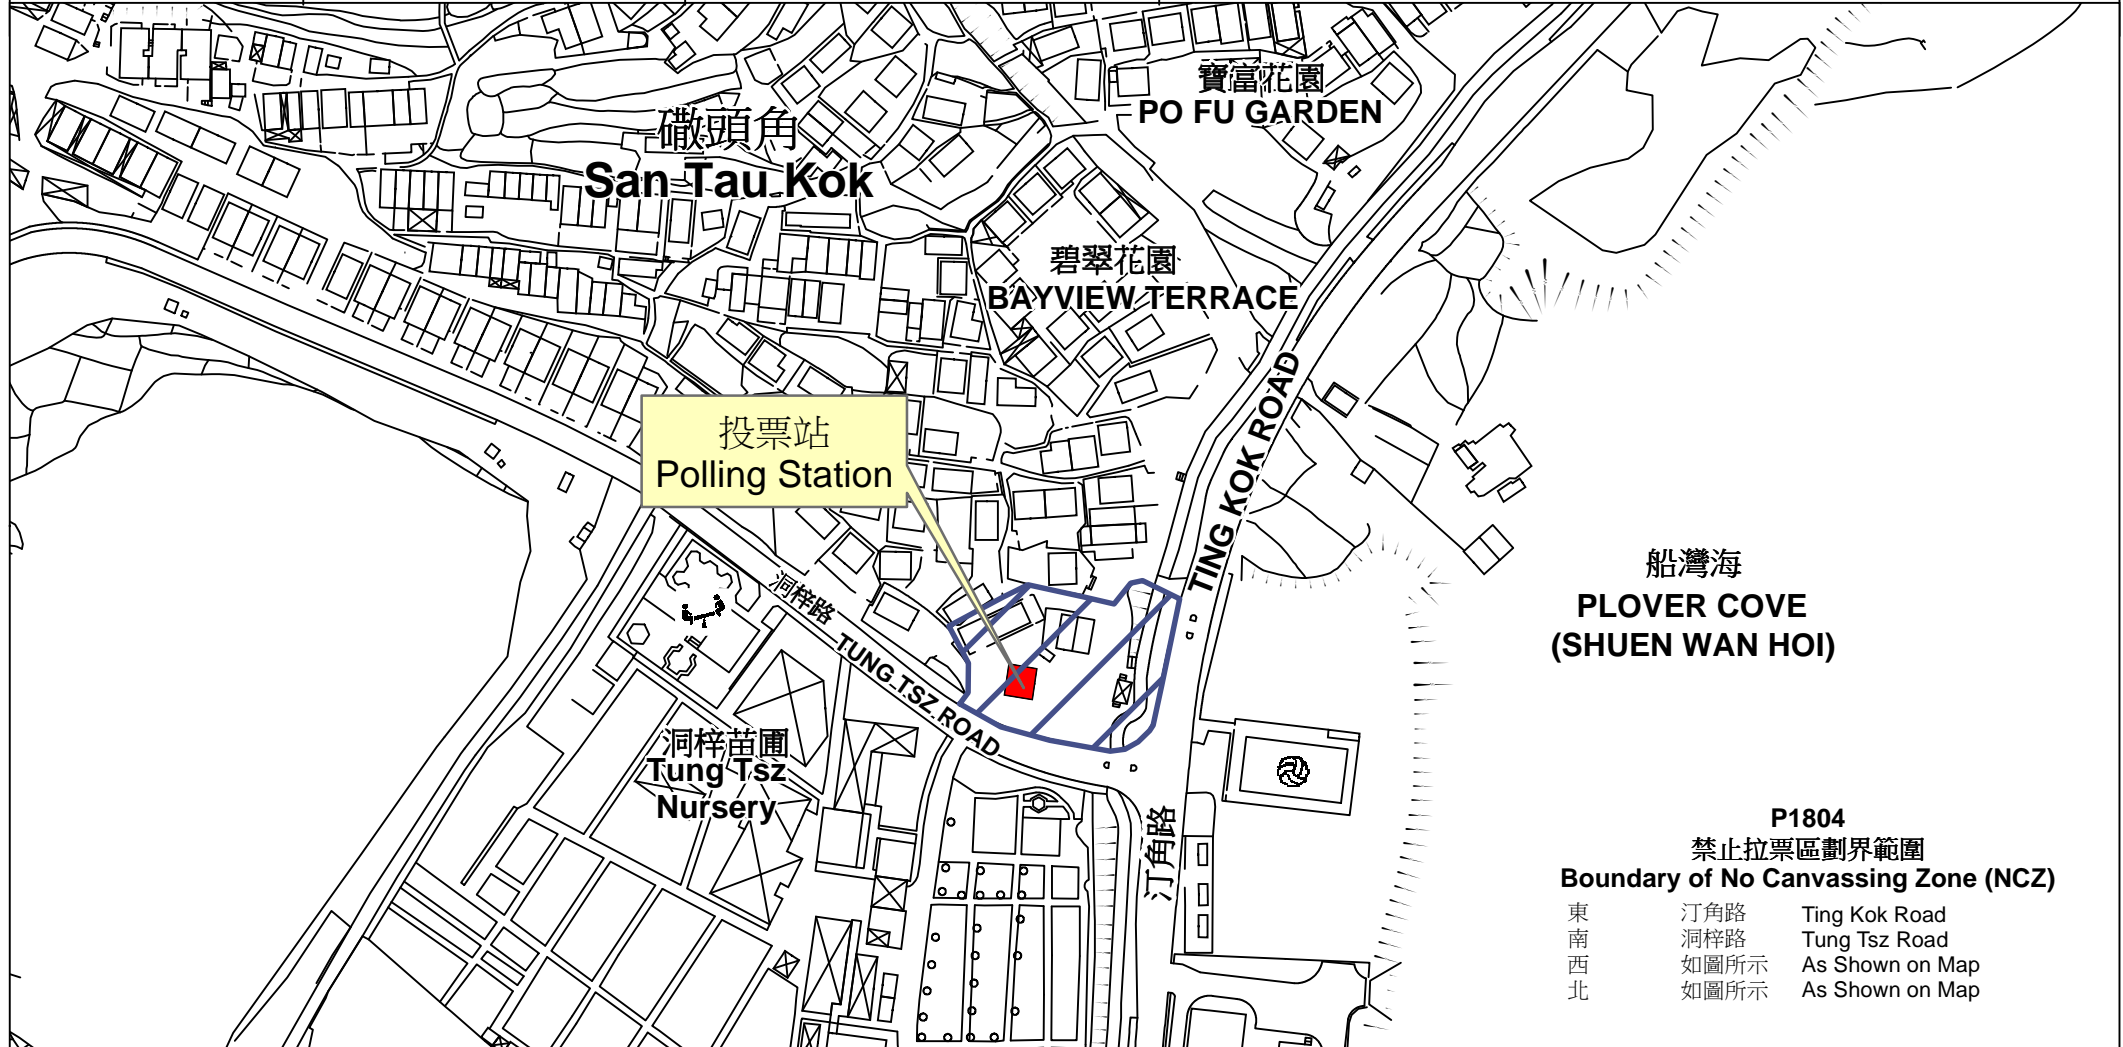 寶富花園
PO FU GARDEN
磡頭角
San Tau Kok
碧翠花園
BAYVIEW TERRACE
TING KOK ROAD
投票站
Polling Station
船灣海
PLOVER COVE
(SHUEN WAN HOI)
洞梓路
TUNG TSZ ROAD
洞梓苗圃
Tung Tsz
Nursery
汀角路
P1804
禁止拉票區劃界範圍
Boundary of No Canvassing Zone (NCZ)
東 汀角路 Ting Kok Road
南 洞梓路 Tung Tsz Road
西 如圖所示 As Shown on Map
北 如圖所示 As Shown on Map